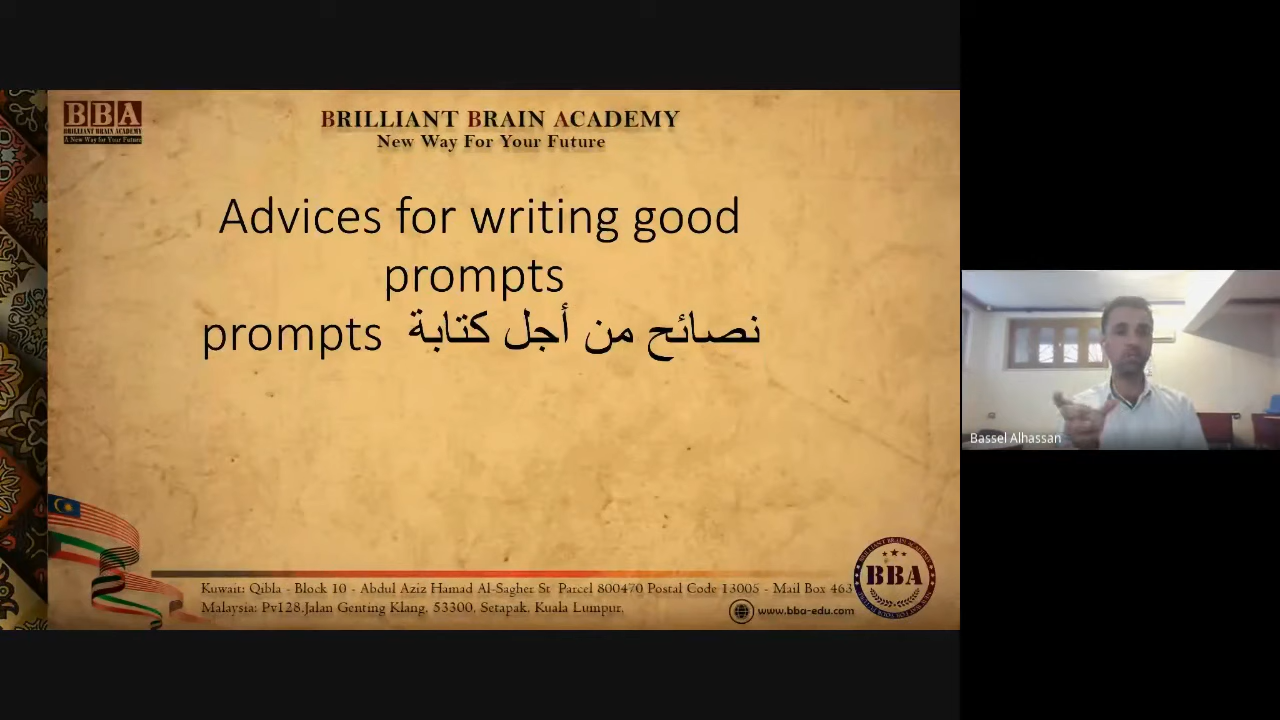 BBA
BRILLIANT BRAIN ACADEMY
A New Way for Your Future
BRILLIANT BRAIN ACADEMY
New Way For Your Future
Advices for writing good
prompts
نصائح من أجل كتابة prompts
Kuwait: Qibla - Block 10 - Abdul Aziz Hamad Al-Sagher St Parcel 800470 Postal Code 13005 - Mail Box 463
Malaysia: Pv128.Jalan Genting Klang, 53300, Setapak, Kuala Lumpur,
www.bba-edu.com
BBA
Bassel Alhassan